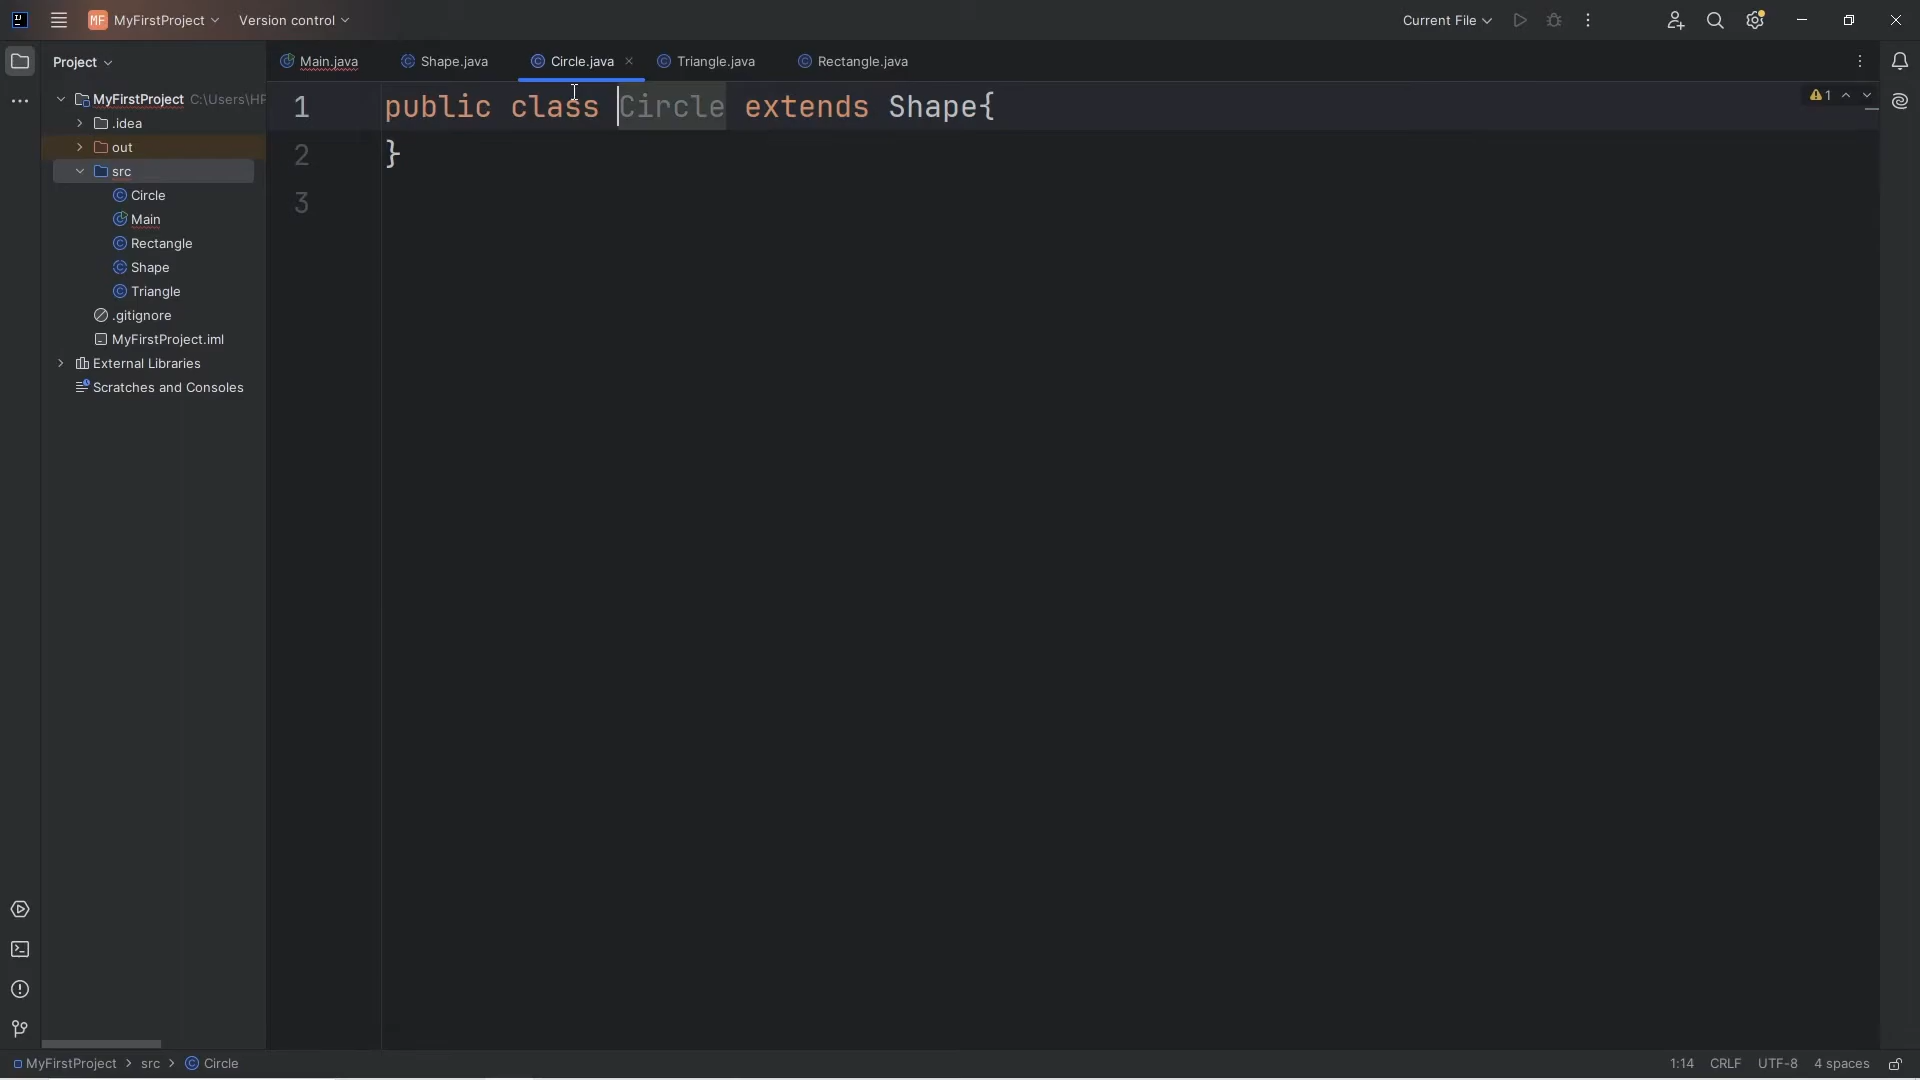 MF MyFirstProject Version control Current File
Project
Main.java Shape.java Circle.java Triangle.java Rectangle.java
MyFirstProject C:\Users\HP
.idea
out
src
Circle
Main
Rectangle
Shape
Triangle
.gitignore
MyFirstProject.iml
External Libraries
Scratches and Consoles
1 public class Circle extends Shape{
2 }
3
1
MyFirstProject > src > Circle 1:14 CRLF UTF-8 4 spaces